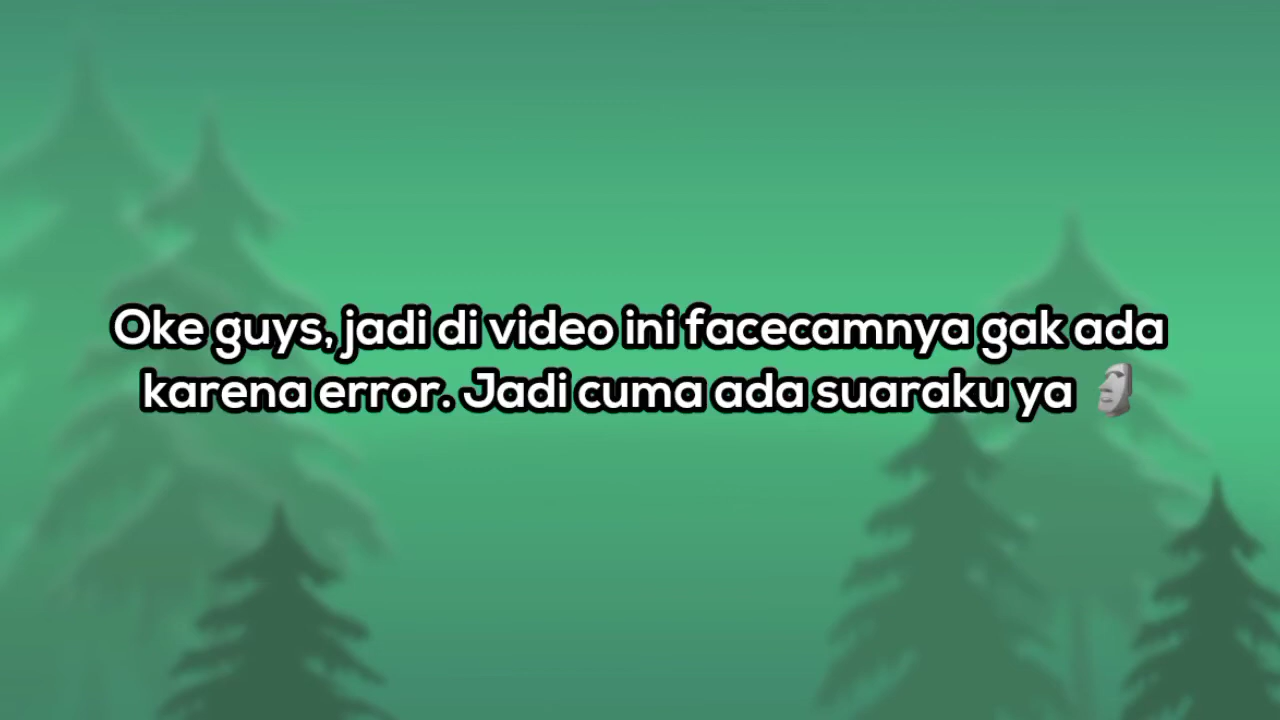 Oke guys, jadi di video ini facecamnya gak ada
karena error. Jadi cuma ada suaraku ya 🗿